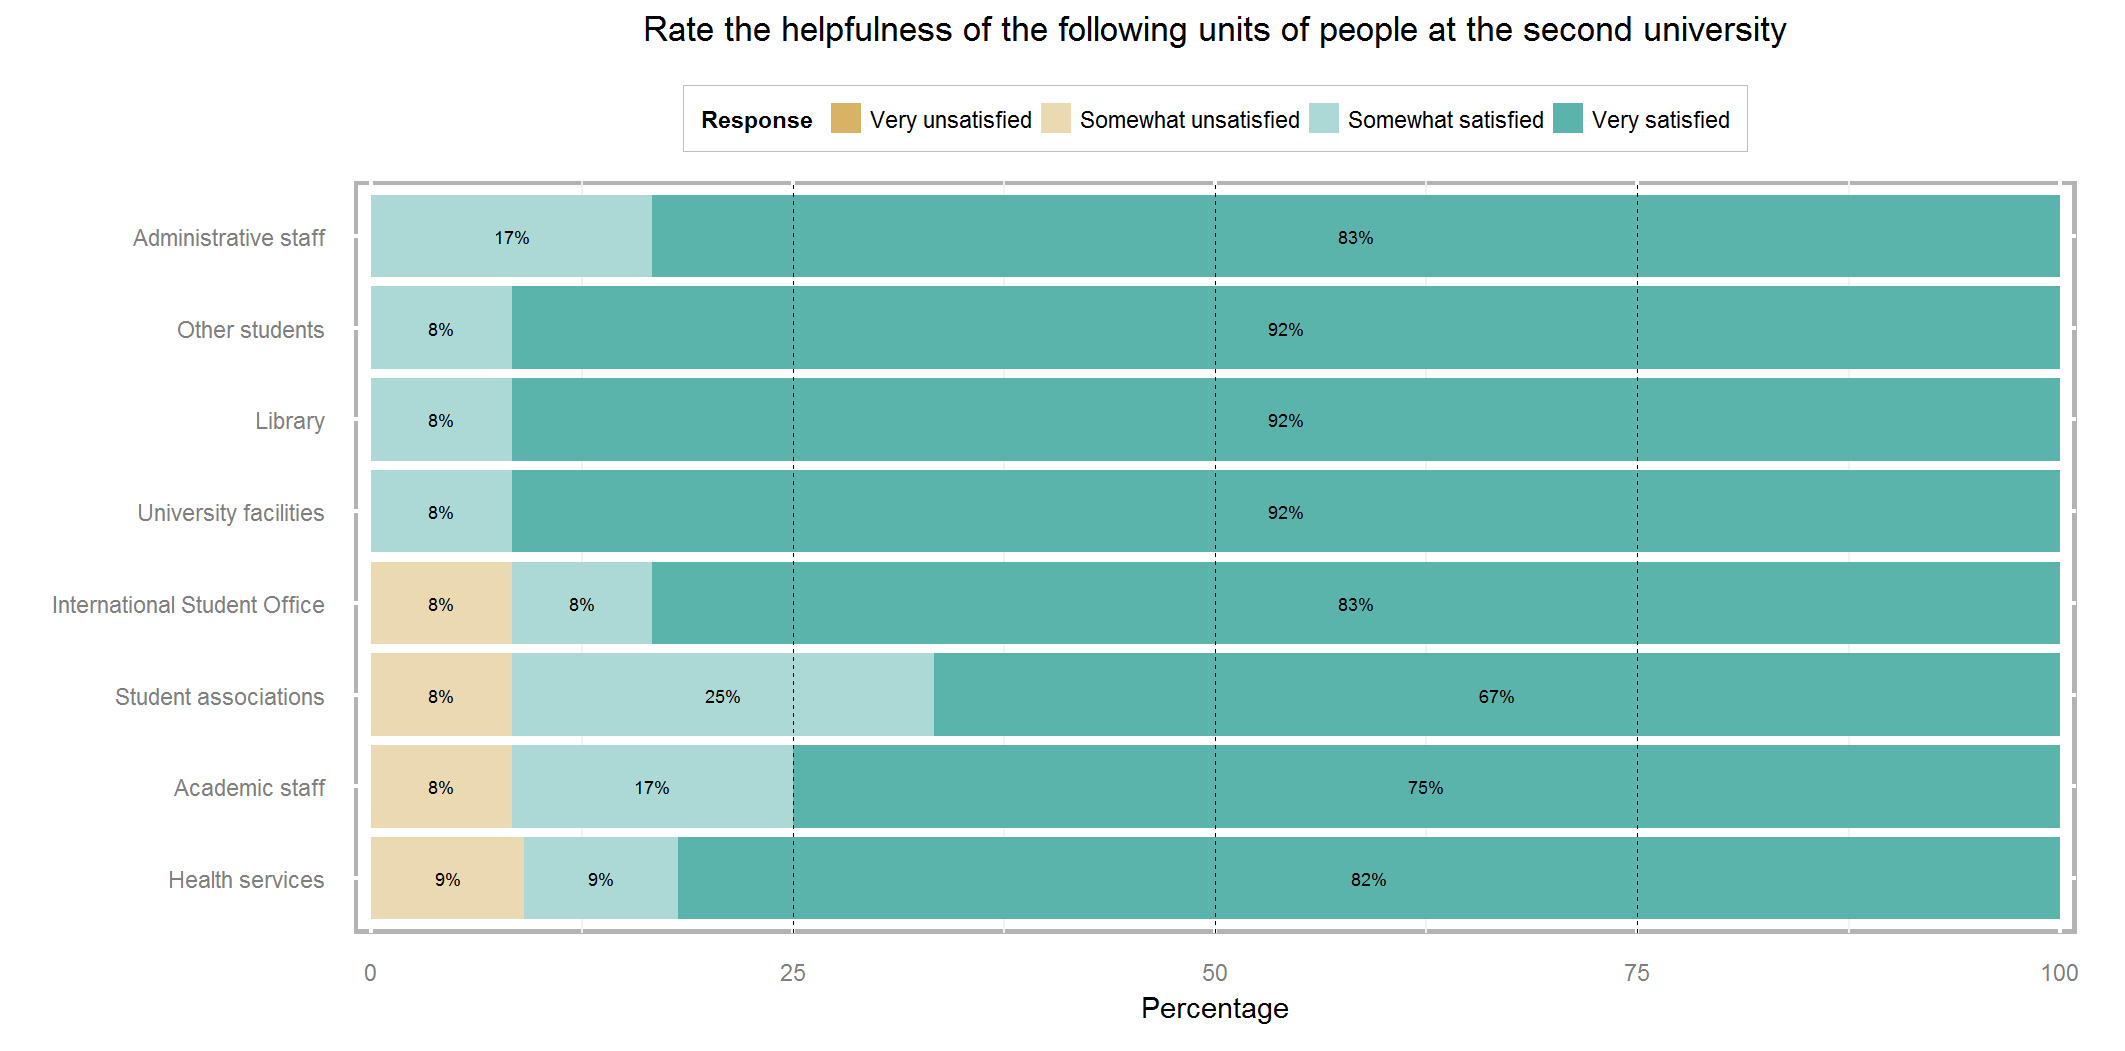 Rate the helpfulness of the following units of people at the second university
Response Very unsatisfied Somewhat unsatisfied Somewhat satisfied Very satisfied
Administrative staff 17% 83%
Other students 8% 92%
Library 8% 92%
University facilities 8% 92%
International Student Office 8% 8% 83%
Student associations 8% 25% 67%
Academic staff 8% 17% 75%
Health services 9% 9% 82%
0 25 50 75 100
Percentage